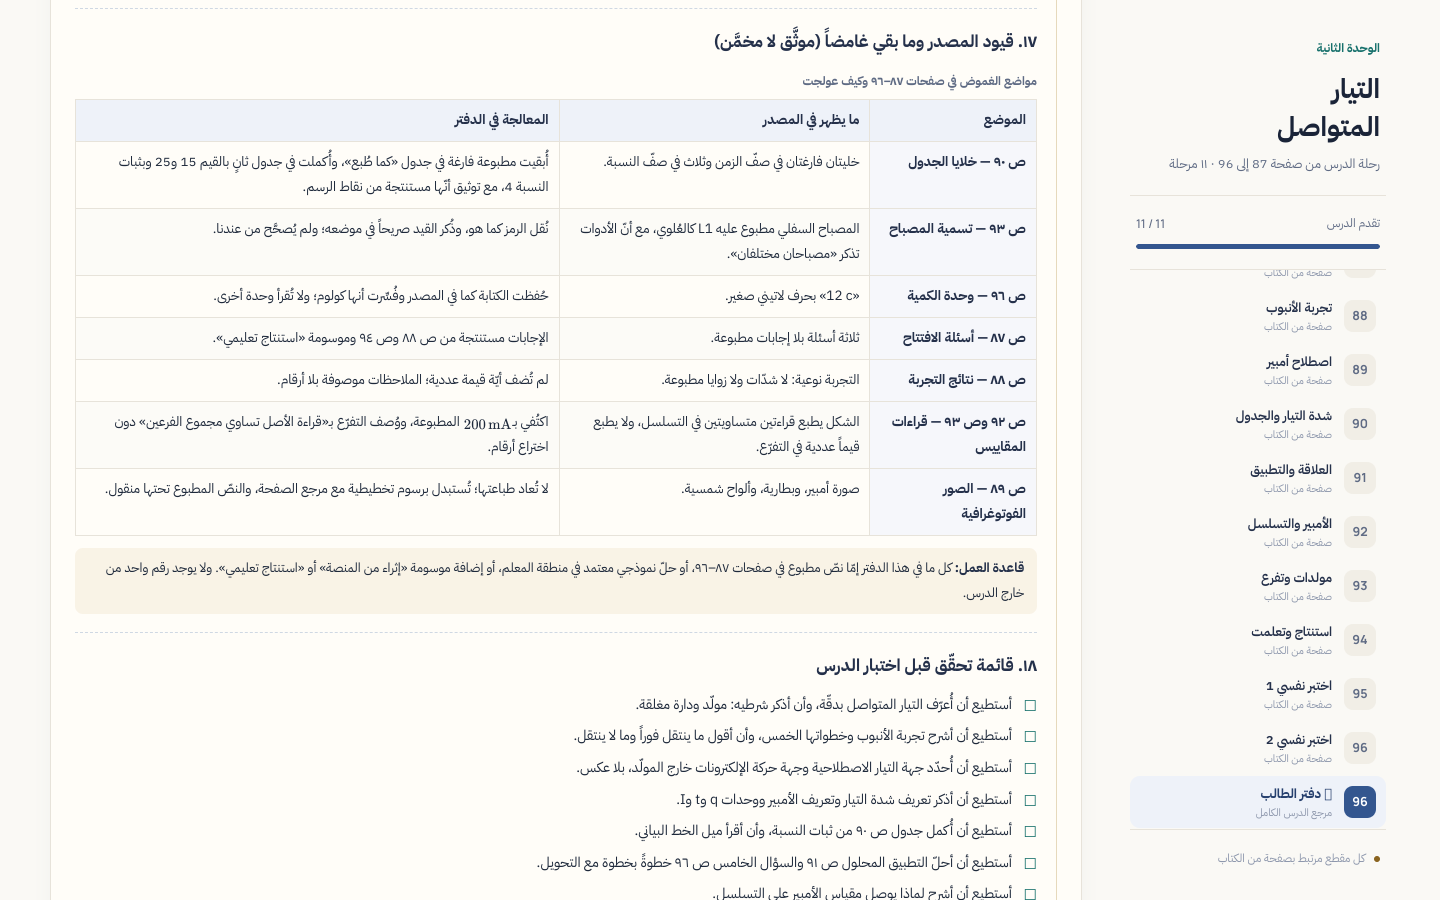 الوحدة الثانية
التيار
المتواصل
رحلة الدرس من صفحة 87 إلى 96 · ١١ مرحلة
تقدم الدرس
11 / 11
صفحة من الكتاب
88
تجربة الأنبوب
صفحة من الكتاب
89
اصطلاح أمبير
صفحة من الكتاب
90
شدة التيار والجدول
صفحة من الكتاب
91
العلاقة والتطبيق
صفحة من الكتاب
92
الأمبير والتسلسل
صفحة من الكتاب
93
مولدات وتفرع
صفحة من الكتاب
94
استنتاج وتعلمت
صفحة من الكتاب
95
اختبر نفسي 1
صفحة من الكتاب
96
اختبر نفسي 2
صفحة من الكتاب
96
دفتر الطالب
مرجع الدرس الكامل
كل مقطع مرتبط بصفحة من الكتاب
١٧. قيود المصدر وما بقي غامضاً (موثَّق لا مخمَّن)
مواضع الغموض في صفحات ٨٧–٩٦ وكيف عولجت
الموضع
ما يظهر في المصدر
المعالجة في الدفتر
ص ٩٠ — خلايا الجدول
خليتان فارغتان في صفّ الزمن وثلاث في صفّ النسبة.
أُبقيت مطبوعة فارغة في جدول «كما طُبع»، وأُكملت في جدول ثانٍ بالقيم 15 و25 وبثبات
النسبة 4، مع توثيق أنّها مستنتجة من نقاط الرسم.
ص ٩٣ — تسمية المصباح
المصباح السفلي مطبوع عليه L1 كالعُلوي، مع أنّ الأدوات
تذكر «مصباحان مختلفان».
نُقل الرمز كما هو، وذُكر القيد صريحاً في موضعه؛ ولم يُصحَّح من عندنا.
ص ٩٦ — وحدة الكمية
«12 c» بحرف لاتيني صغير.
حُفظت الكتابة كما في المصدر وفُسّرت أنها كولوم؛ ولا تُقرأ وحدة أخرى.
ص ٨٧ — أسئلة الافتتاح
ثلاثة أسئلة بلا إجابات مطبوعة.
الإجابات مستنتجة من ص ٨٨ وص ٩٤ وموسومة «استنتاج تعليمي».
ص ٨٨ — نتائج التجربة
التجربة نوعية: لا شدّات ولا زوايا مطبوعة.
لم تُضف أيّة قيمة عددية؛ الملاحظات موصوفة بلا أرقام.
ص ٩٢ وص ٩٣ — قراءات
المقاييس
الشكل يطبع قراءتين متساويتين في التسلسل، ولا يطبع
قيماً عددية في التفرّع.
اكتُفي بـ 200 mA المطبوعة، ووُصف التفرّع بـ«قراءة الأصل تساوي مجموع الفرعين» دون
اختراع أرقام.
ص ٨٩ — الصور
الفوتوغرافية
صورة أمبير، وبطارية، وألواح شمسية.
لا تُعاد طباعتها؛ تُستبدل برسوم تخطيطية مع مرجع الصفحة، والنصّ المطبوع تحتها منقول.
قاعدة العمل: كل ما في هذا الدفتر إمّا نصّ مطبوع في صفحات ٨٧–٩٦، أو حلّ نموذجي معتمد في منطقة المعلم، أو إضافة موسومة «إثراء من المنصة» أو «استنتاج تعليمي». ولا يوجد رقم واحد من
خارج الدرس.
١٨. قائمة تحقّق قبل اختبار الدرس
أستطيع أن أُعرّف التيار المتواصل بدقّة، وأن أذكر شرطيه: مولّد ودارة مغلقة.
أستطيع أن أشرح تجربة الأنبوب وخطواتها الخمس، وأن أقول ما ينتقل فوراً وما لا ينتقل.
أستطيع أن أُحدّد جهة التيار الاصطلاحية وجهة حركة الإلكترونات خارج المولّد، بلا عكس.
أستطيع أن أذكر تعريف شدة التيار وتعريف الأمبير ووحدات q وt وI.
أستطيع أن أُكمل جدول ص ٩٠ من ثبات النسبة، وأن أقرأ ميل الخط البياني.
أستطيع أن أحلّ التطبيق المحلول ص ٩١ والسؤال الخامس ص ٩٦ خطوةً بخطوة مع التحويل.
أستطيع أن أشرح لماذا يوصل مقياس الأمبير على التسلسل.